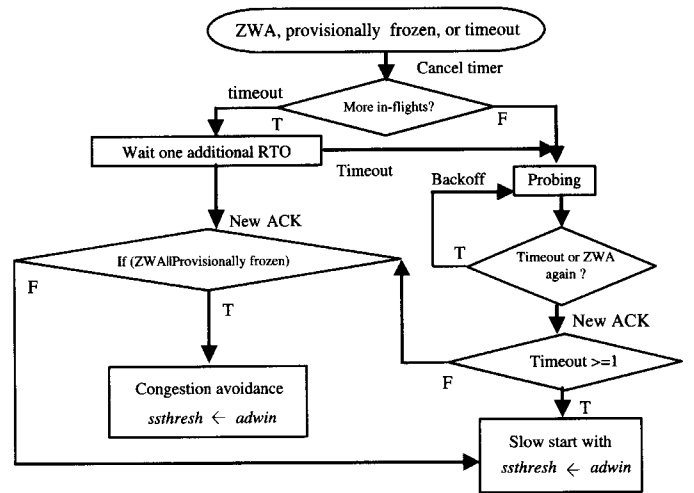 ZWA, provisionally frozen, or timeout
Cancel timer
timeout
More in-flights?
T
F
Wait one additional RTO
Timeout
Backoff
Probing
New ACK
If (ZWA||Provisionally frozen)
T
Timeout or ZWA
again ?
F
T
New ACK
Timeout >=1
F
Congestion avoidance
ssthresh ← adwin
T
Slow start with
ssthresh ← adwin